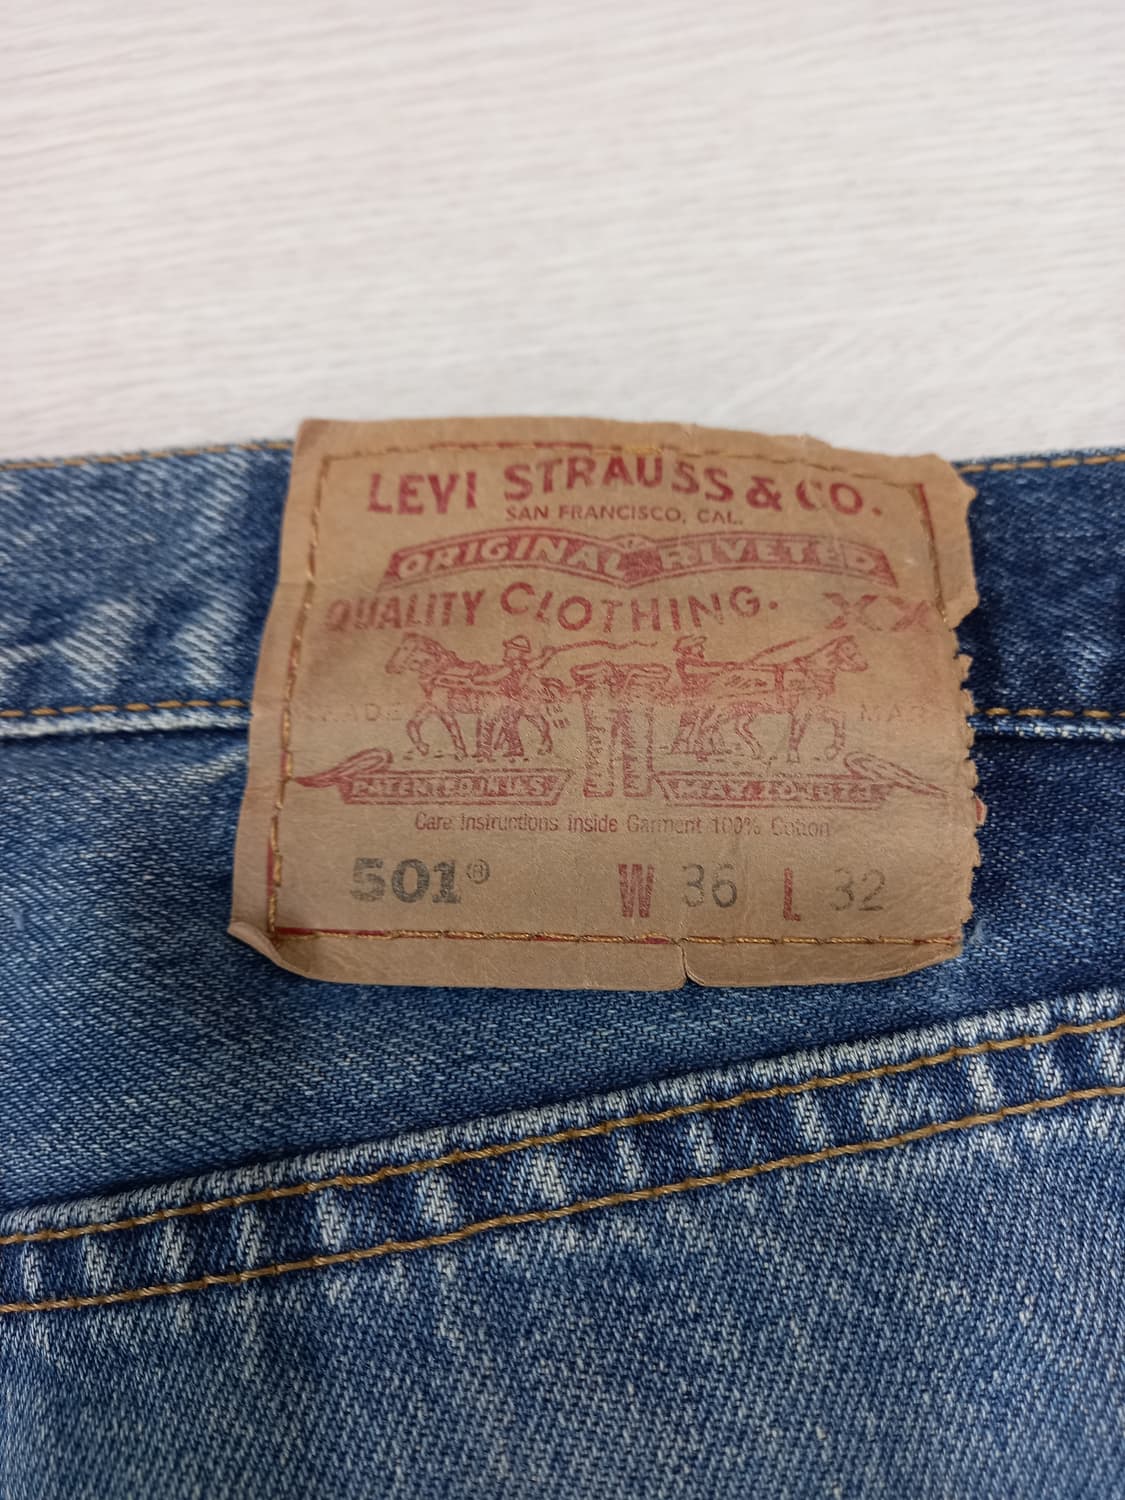 LEVI STRAUSS & CO.
SAN FRANCISCO, CAL.
ORIGINAL RIVETED
QUALITY CLOTHING. XX
MADE MAR
PATENTED IN U.S. MAY 20 1873
Care Instructions Inside Garment 100% Cotton
501® W 36 L 32